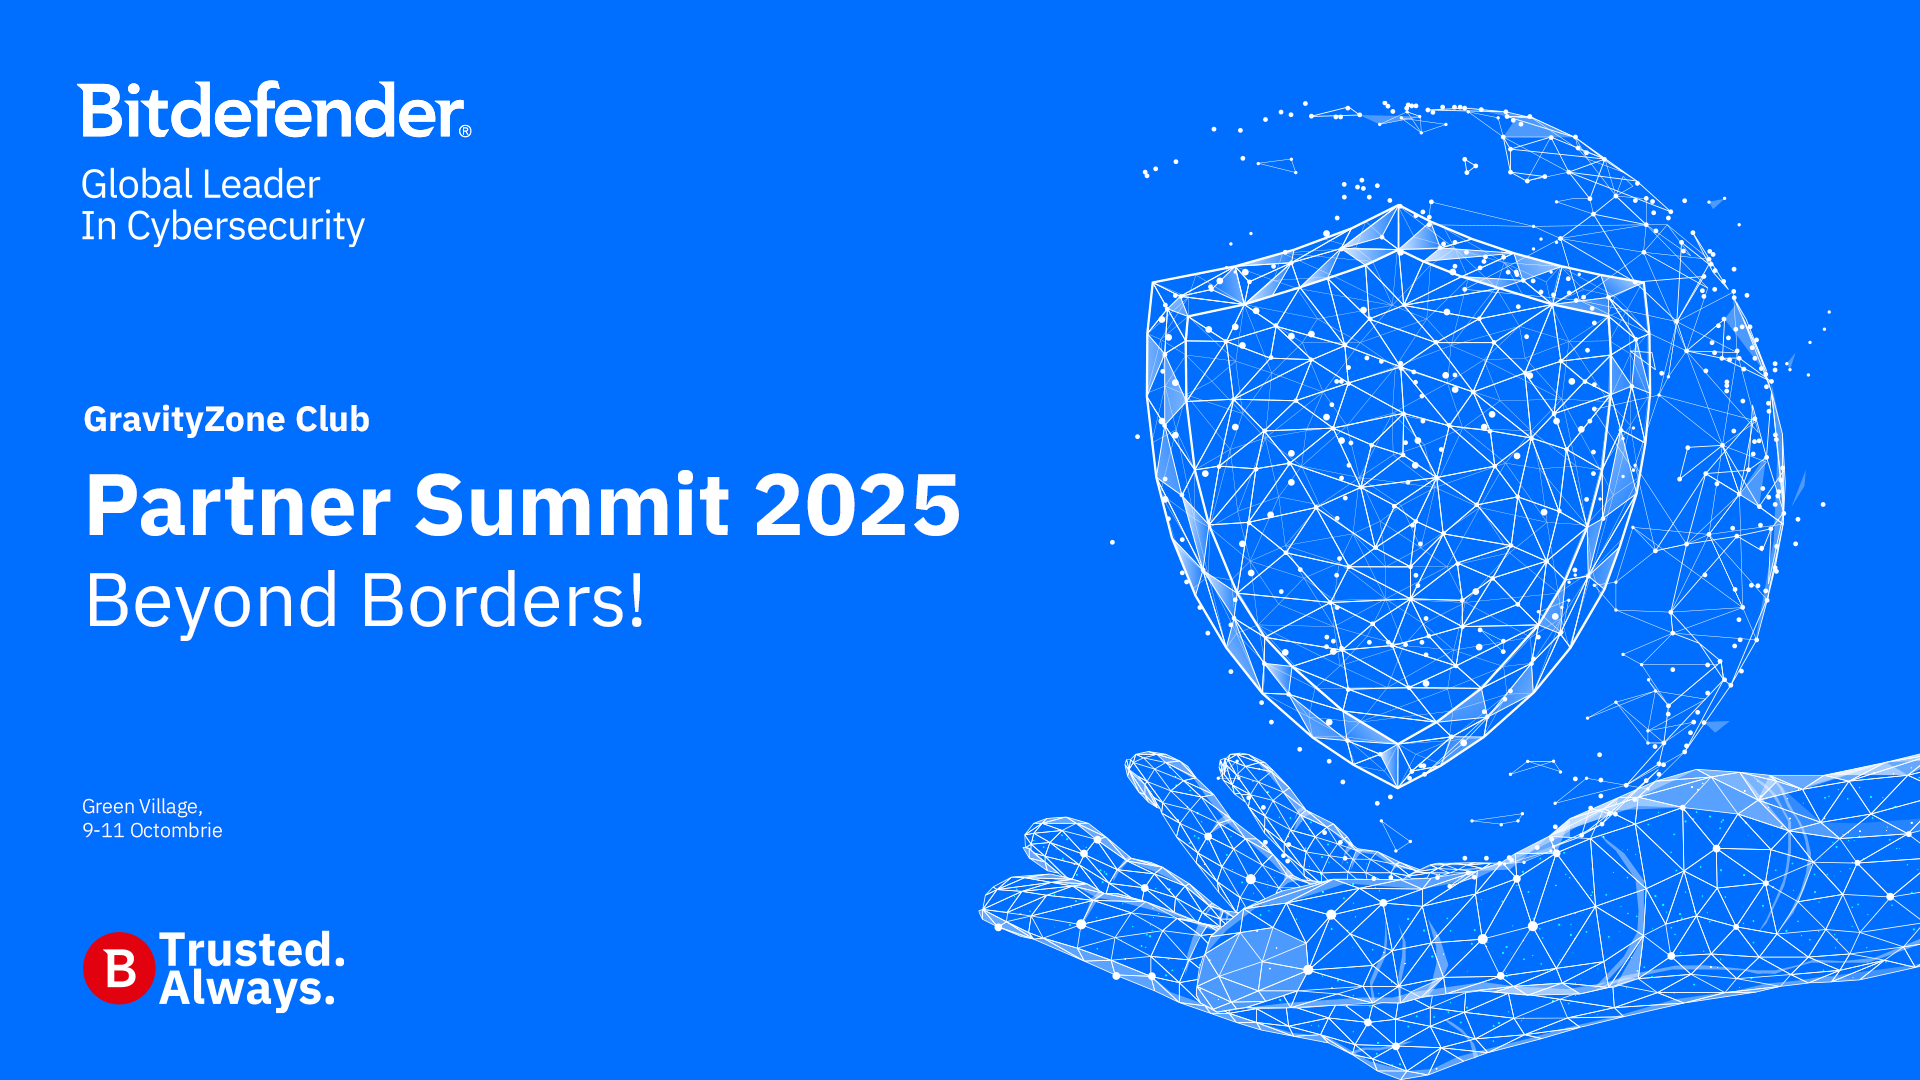 Bitdefender®
Global Leader
In Cybersecurity
GravityZone Club
Partner Summit 2025
Beyond Borders!
Green Village,
9-11 Octombrie
B
Trusted.
Always.